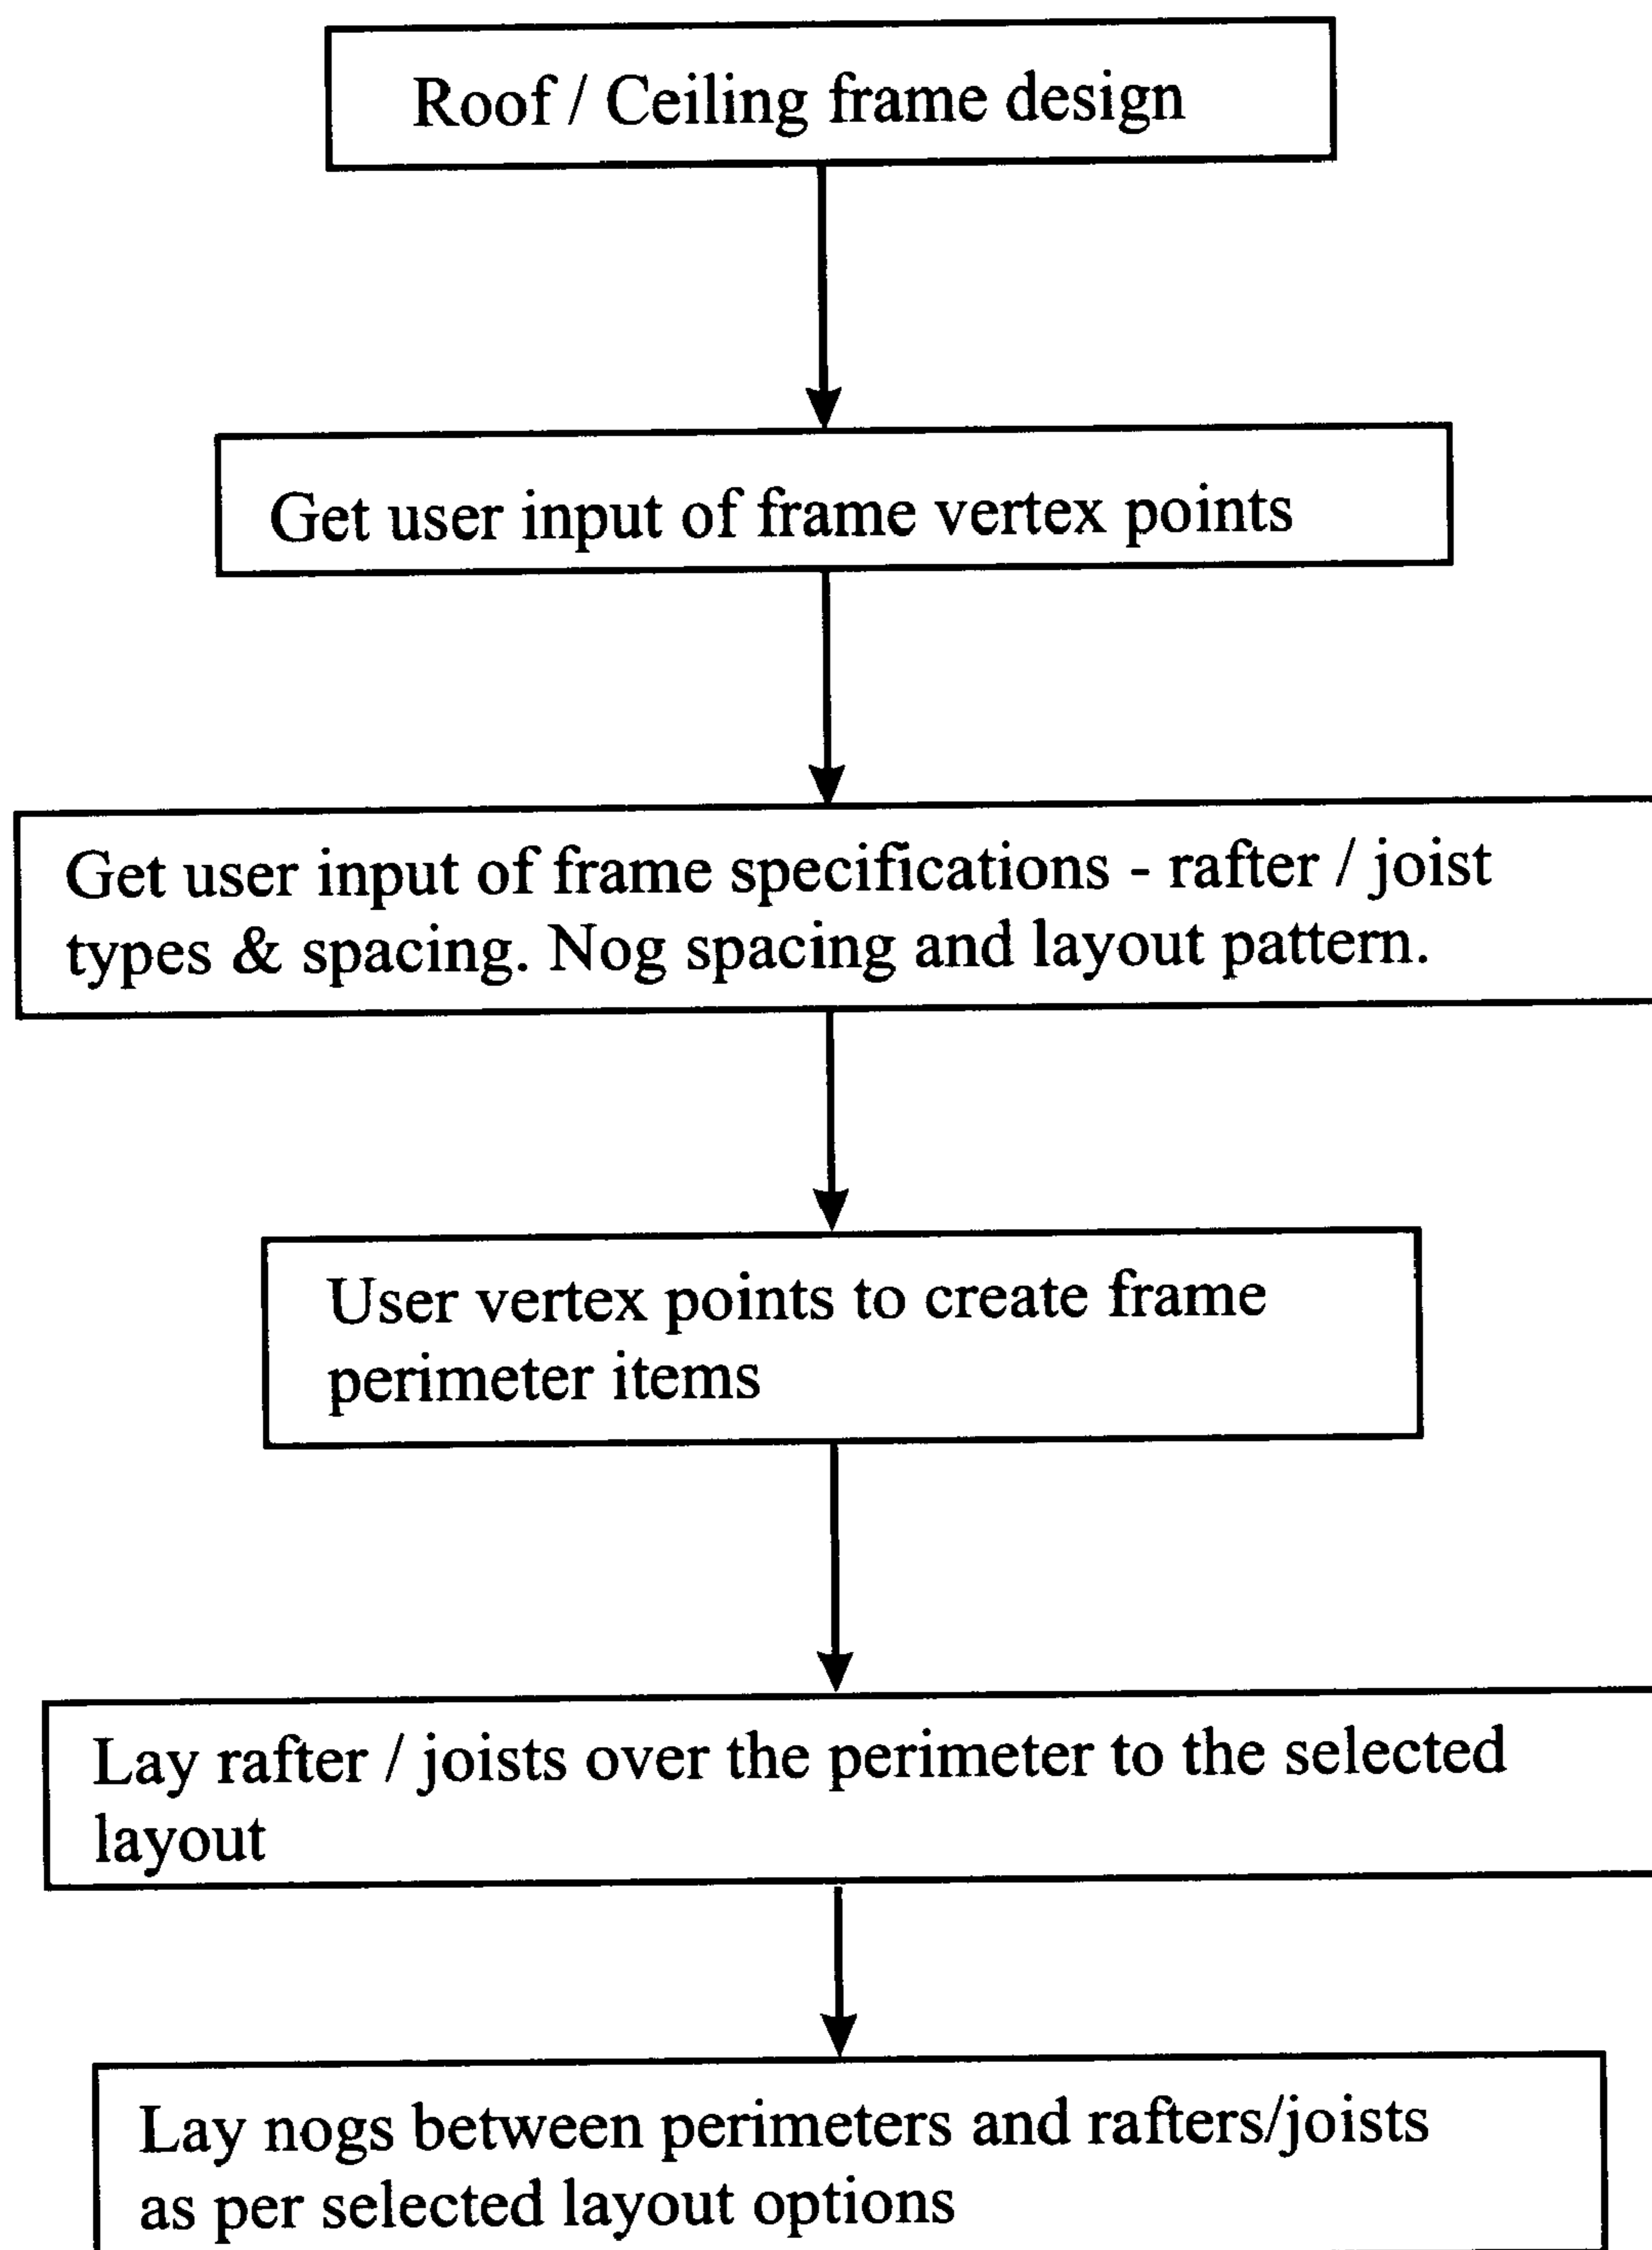 Roof / Ceiling frame design
Get user input of frame vertex points
Get user input of frame specifications - rafter / joist
types & spacing. Nog spacing and layout pattern.
User vertex points to create frame
perimeter items
Lay rafter / joists over the perimeter to the selected
layout
Lay nogs between perimeters and rafters/joists
as per selected layout options